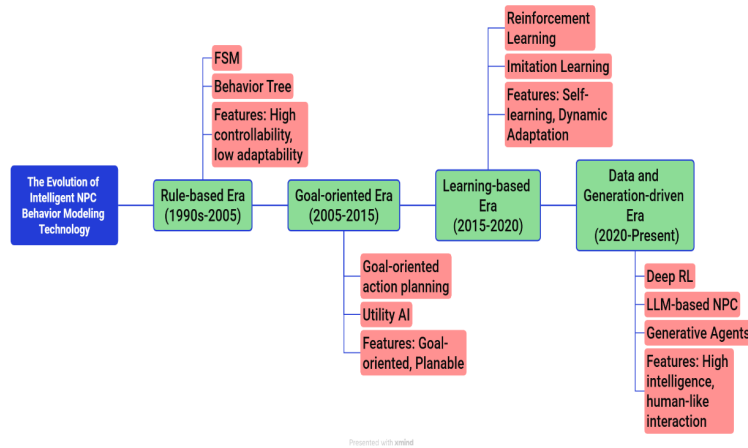 The Evolution of
Intelligent NPC
Behavior Modeling
Technology
Rule-based Era
(1990s-2005)
FSM
Behavior Tree
Features: High
controllability,
low adaptability
Goal-oriented Era
(2005-2015)
Goal-oriented
action planning
Utility AI
Features: Goal-
oriented, Planable
Learning-based
Era
(2015-2020)
Reinforcement
Learning
Imitation Learning
Features: Self-
learning, Dynamic
Adaptation
Data and
Generation-driven
Era
(2020-Present)
Deep RL
LLM-based NPC
Generative Agents
Features: High
intelligence,
human-like
interaction
Presented with xmind